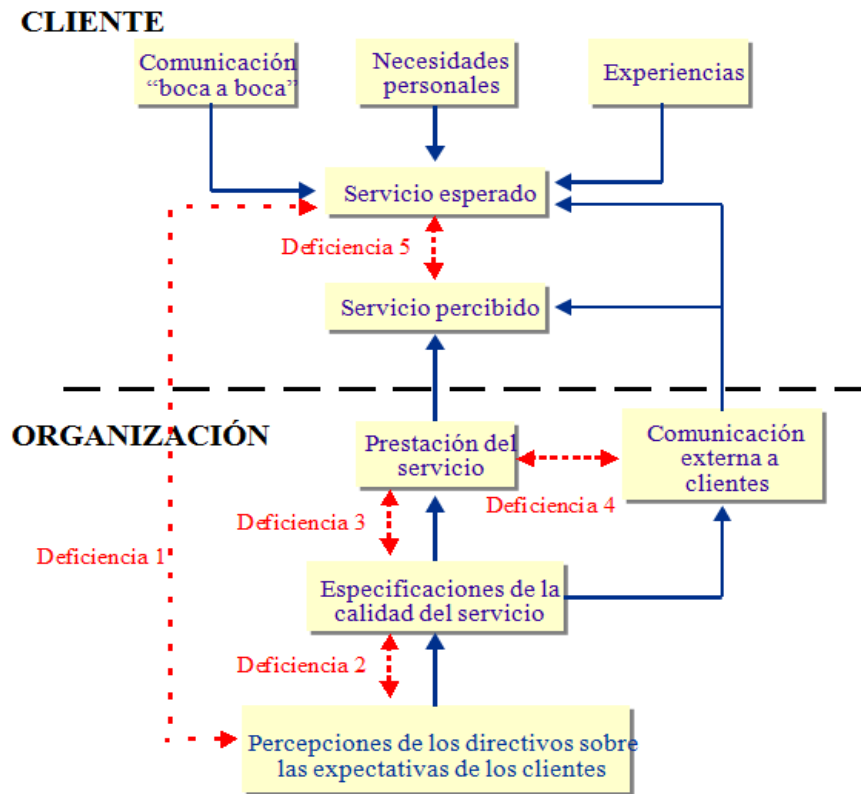 CLIENTE
Comunicación
“boca a boca”
Necesidades
personales
Experiencias
Servicio esperado
Deficiencia 5
Servicio percibido
ORGANIZACIÓN
Prestación del
servicio
Comunicación
externa a
clientes
Deficiencia 4
Deficiencia 3
Deficiencia 1
Especificaciones de la
calidad del servicio
Deficiencia 2
Percepciones de los directivos sobre
las expectativas de los clientes